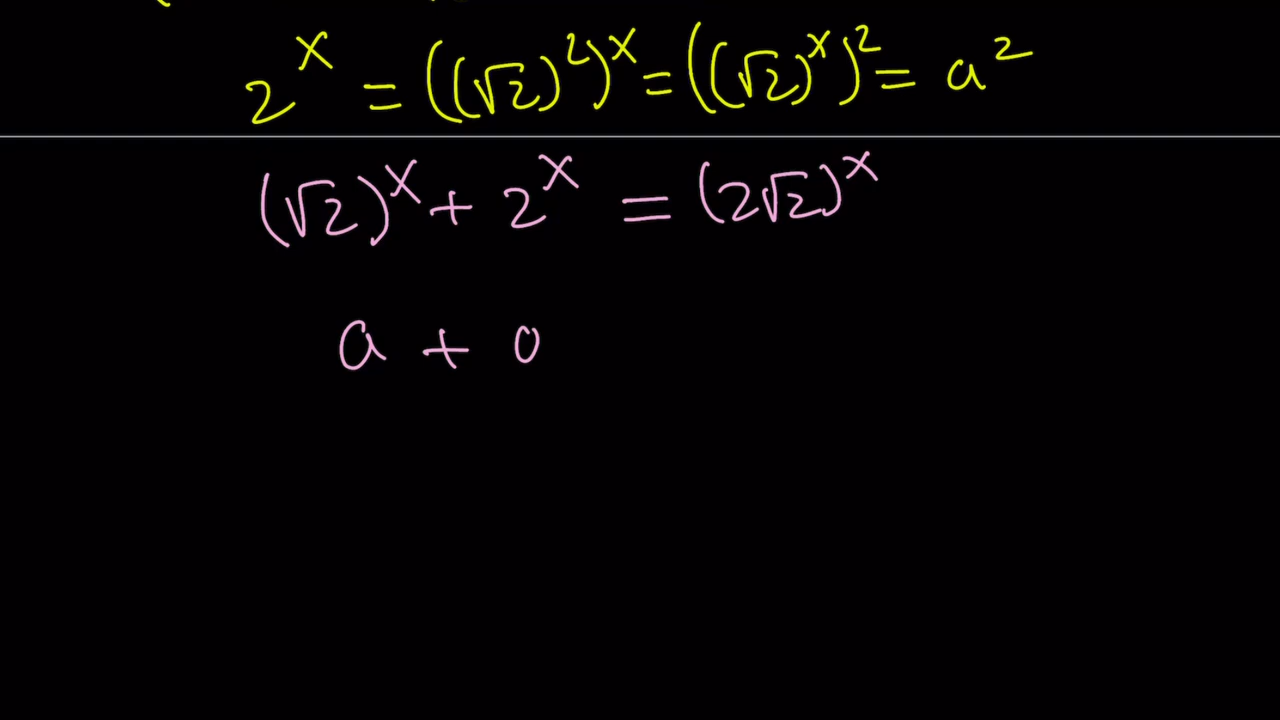 2^x = ((√2)^2)^x = ((√2)^x)^2 = a^2
(√2)^x + 2^x = (2√2)^x
a + o